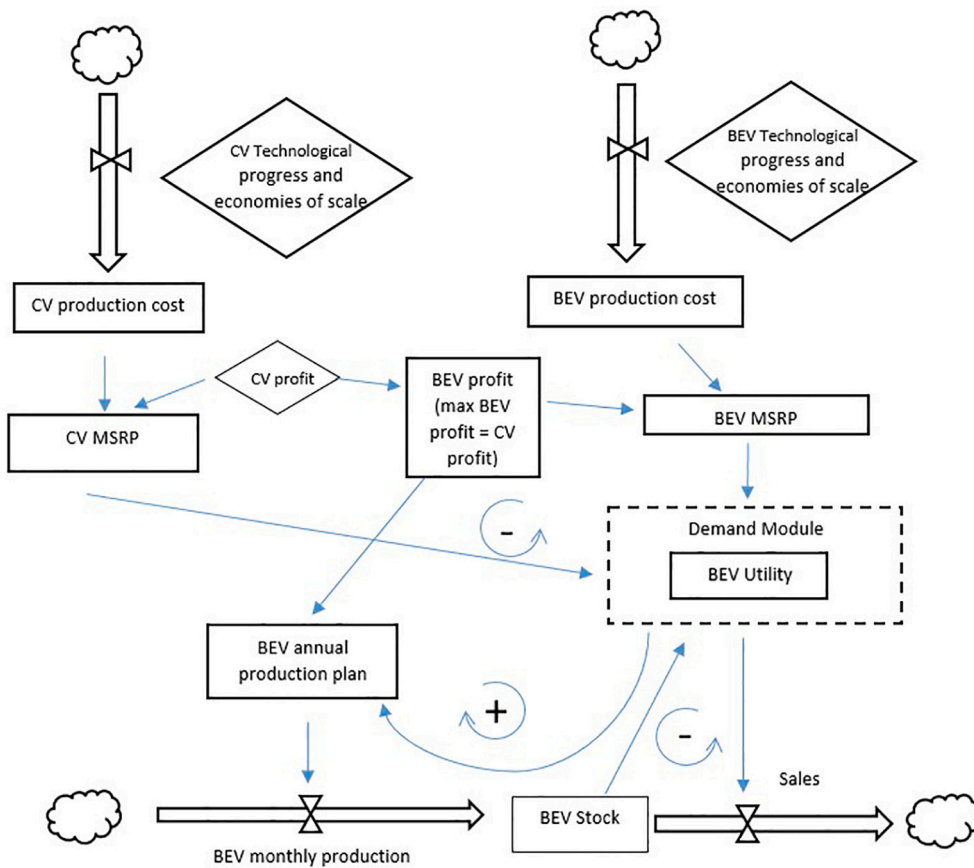 CV Technological
progress and
economies of scale
BEV Technological
progress and
economies of scale
CV production cost
BEV production cost
CV profit
BEV profit
(max BEV
profit = CV
profit)
CV MSRP
BEV MSRP
-
Demand Module
BEV Utility
BEV annual
production plan
+
-
Sales
BEV Stock
BEV monthly production